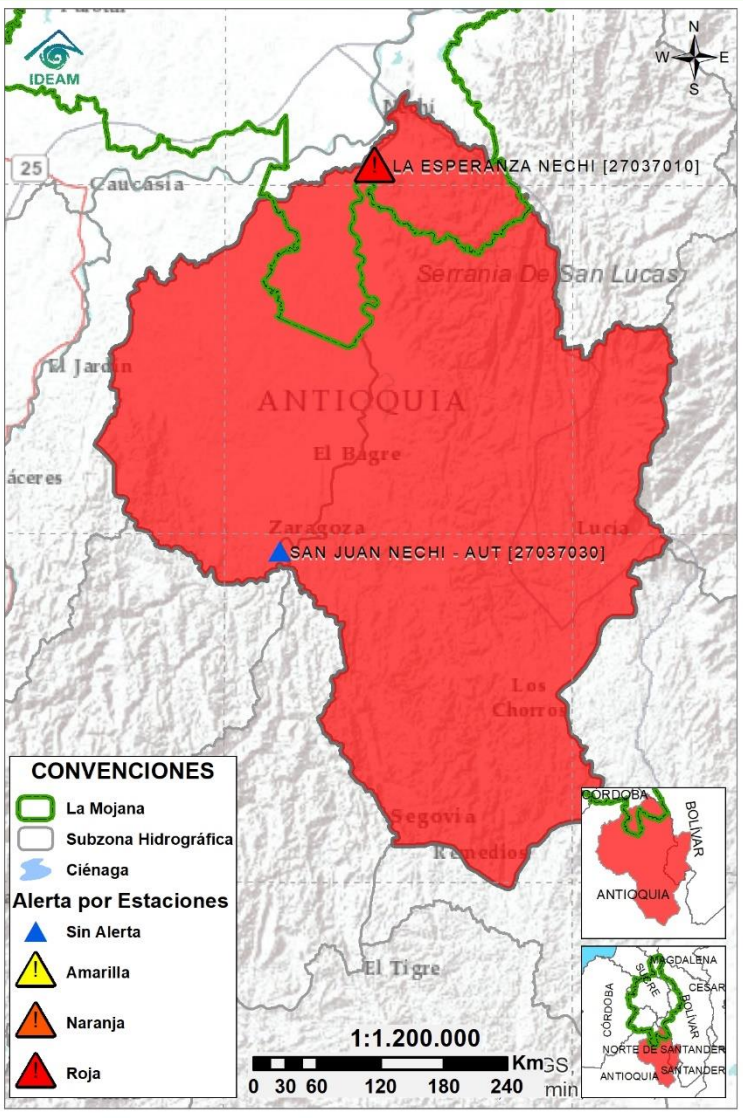 IDEAM
N
W E
S
Nechí
25
Caucasia
LA ESPERANZA NECHI [27037010]
Serranía De San Lucas
El Jardín
ANTIOQUIA
El Bagre
áceres
Zaragoza
Lucía
SAN JUAN NECHI - AUT [27037030]
Los
Chorros
Segovia
Remedios
El Tigre
CONVENCIONES
La Mojana
Subzona Hidrográfica
Ciénaga
Alerta por Estaciones
Sin Alerta
Amarilla
Naranja
Roja
1:1.200.000
Km
0 30 60 120 180 240
GS,
min
CÓRDOBA
BOLÍVAR
ANTIOQUIA
MAGDALENA
SUCRE
CESAR
CÓRDOBA
BOLÍVAR
NORTE DE SANTANDER
ANTIOQUIA
SANTANDER